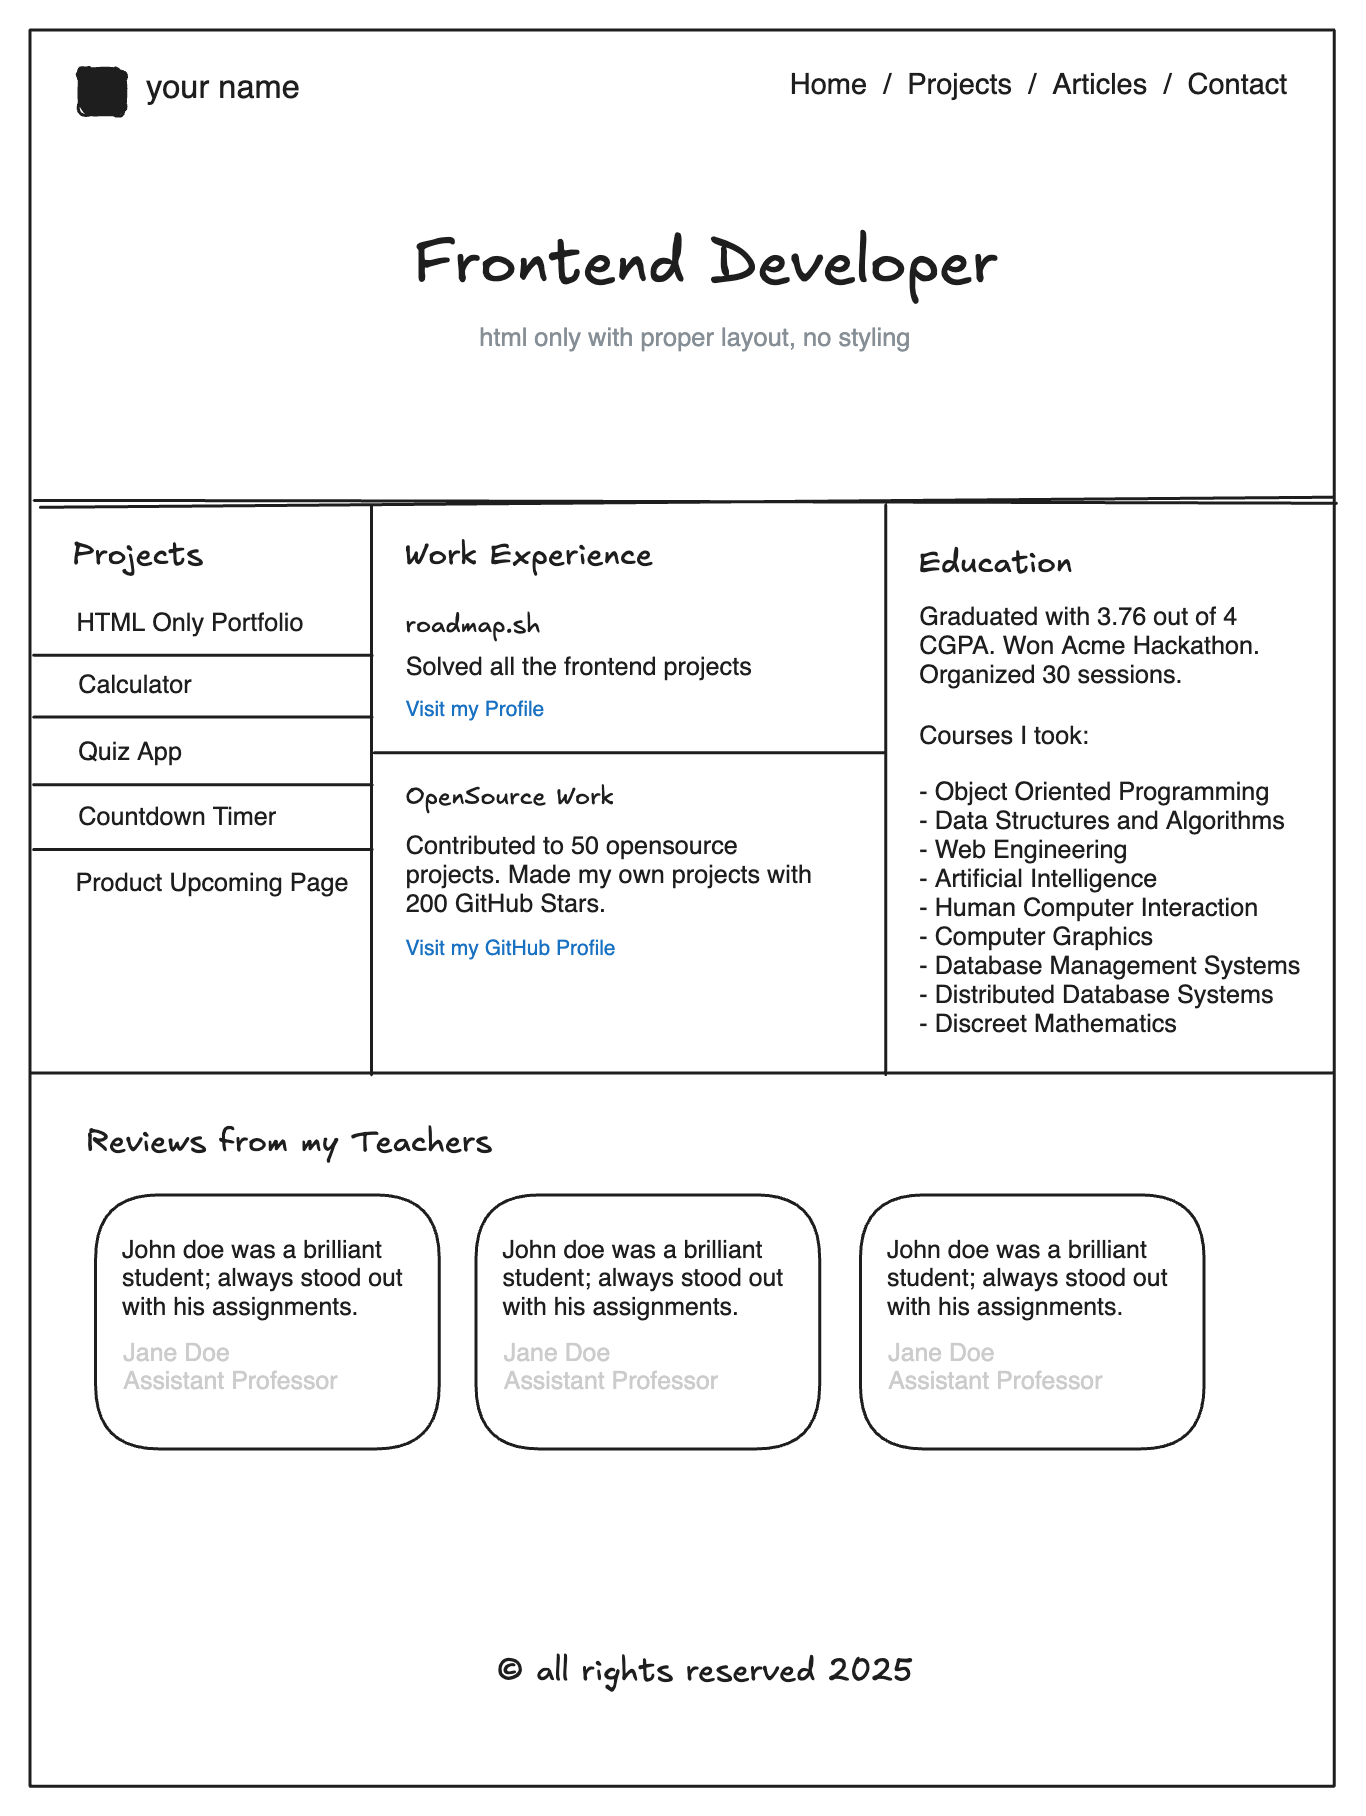 your name
Home / Projects / Articles / Contact
Frontend Developer
html only with proper layout, no styling
Projects
HTML Only Portfolio
Calculator
Quiz App
Countdown Timer
Product Upcoming Page
Work Experience
roadmap.sh
Solved all the frontend projects
Visit my Profile
OpenSource Work
Contributed to 50 opensource
projects. Made my own projects with
200 GitHub Stars.
Visit my GitHub Profile
Education
Graduated with 3.76 out of 4
CGPA. Won Acme Hackathon.
Organized 30 sessions.
Courses I took:
- Object Oriented Programming
- Data Structures and Algorithms
- Web Engineering
- Artificial Intelligence
- Human Computer Interaction
- Computer Graphics
- Database Management Systems
- Distributed Database Systems
- Discreet Mathematics
Reviews from my Teachers
John doe was a brilliant
student; always stood out
with his assignments.
Jane Doe
Assistant Professor
John doe was a brilliant
student; always stood out
with his assignments.
Jane Doe
Assistant Professor
John doe was a brilliant
student; always stood out
with his assignments.
Jane Doe
Assistant Professor
© all rights reserved 2025